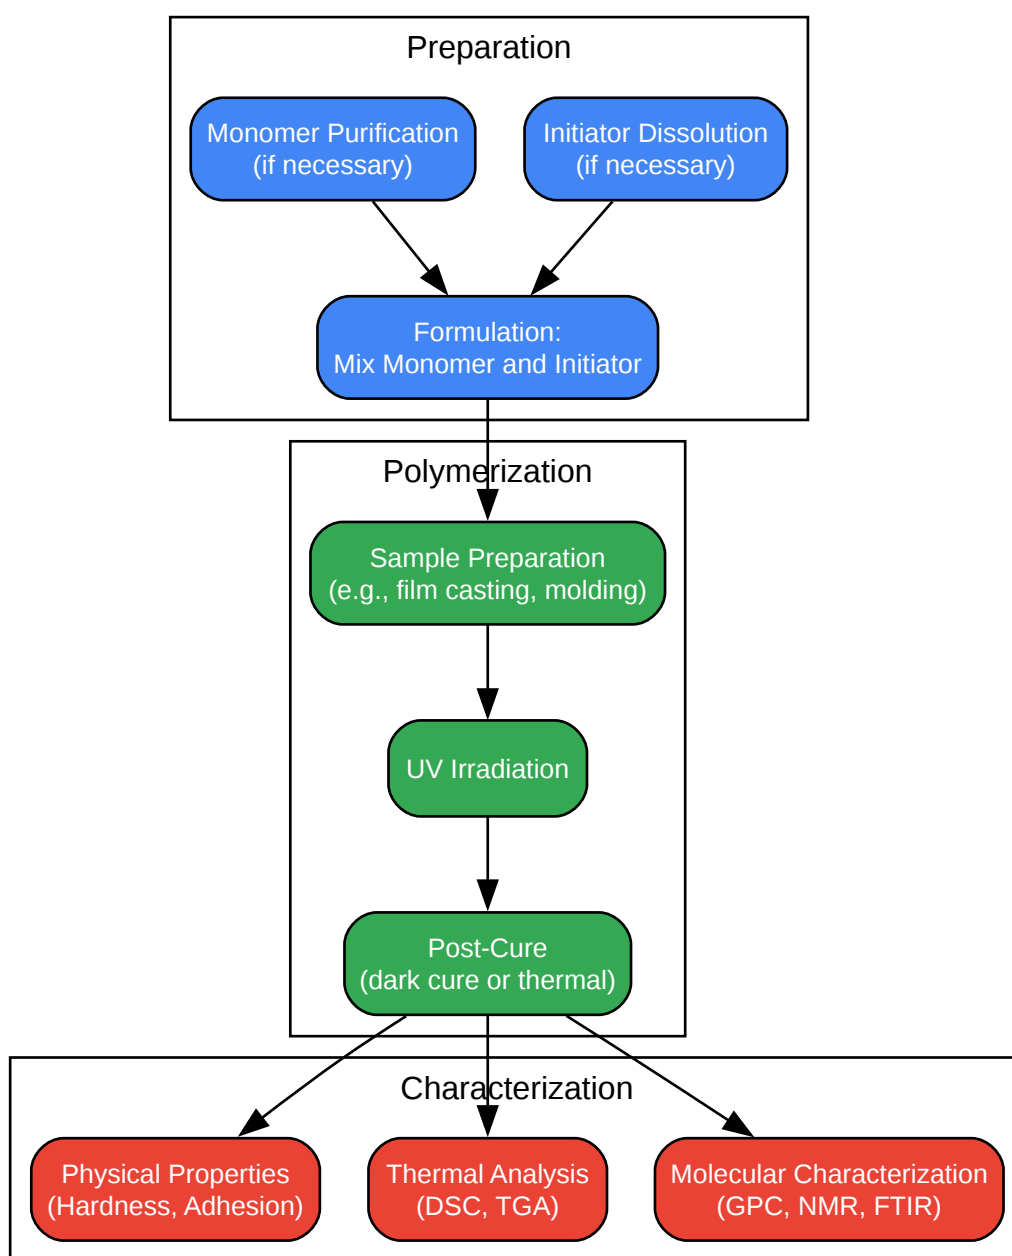 Preparation
Monomer Purification
(if necessary)
Initiator Dissolution
(if necessary)
Formulation:
Mix Monomer and Initiator
Polymerization
Sample Preparation
(e.g., film casting, molding)
UV Irradiation
Post-Cure
(dark cure or thermal)
Characterization
Physical Properties
(Hardness, Adhesion)
Thermal Analysis
(DSC, TGA)
Molecular Characterization
(GPC, NMR, FTIR)